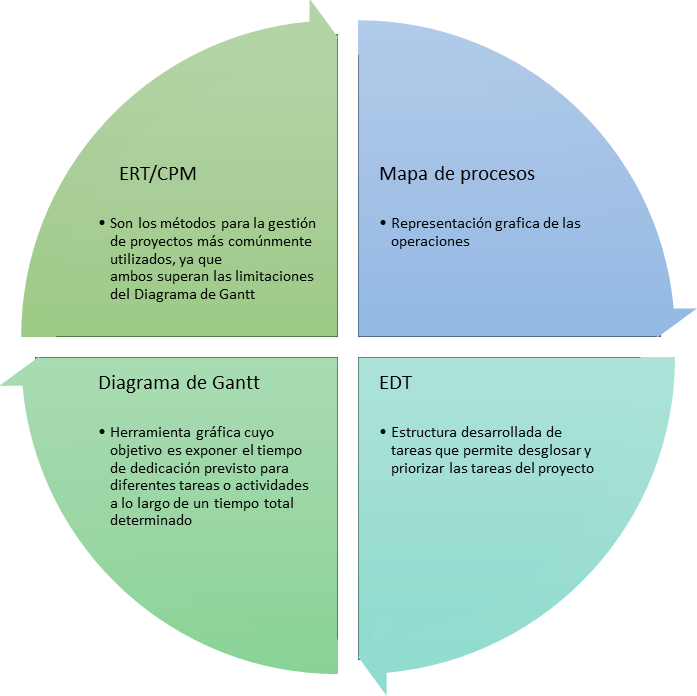 ERT/CPM
• Son los métodos para la gestión
de proyectos más comúnmente
utilizados, ya que
ambos superan las limitaciones
del Diagrama de Gantt
Mapa de procesos
• Representación grafica de las
operaciones
Diagrama de Gantt
• Herramienta gráfica cuyo
objetivo es exponer el tiempo
de dedicación previsto para
diferentes tareas o actividades
a lo largo de un tiempo total
determinado
EDT
• Estructura desarrollada de
tareas que permite desglosar y
priorizar las tareas del proyecto